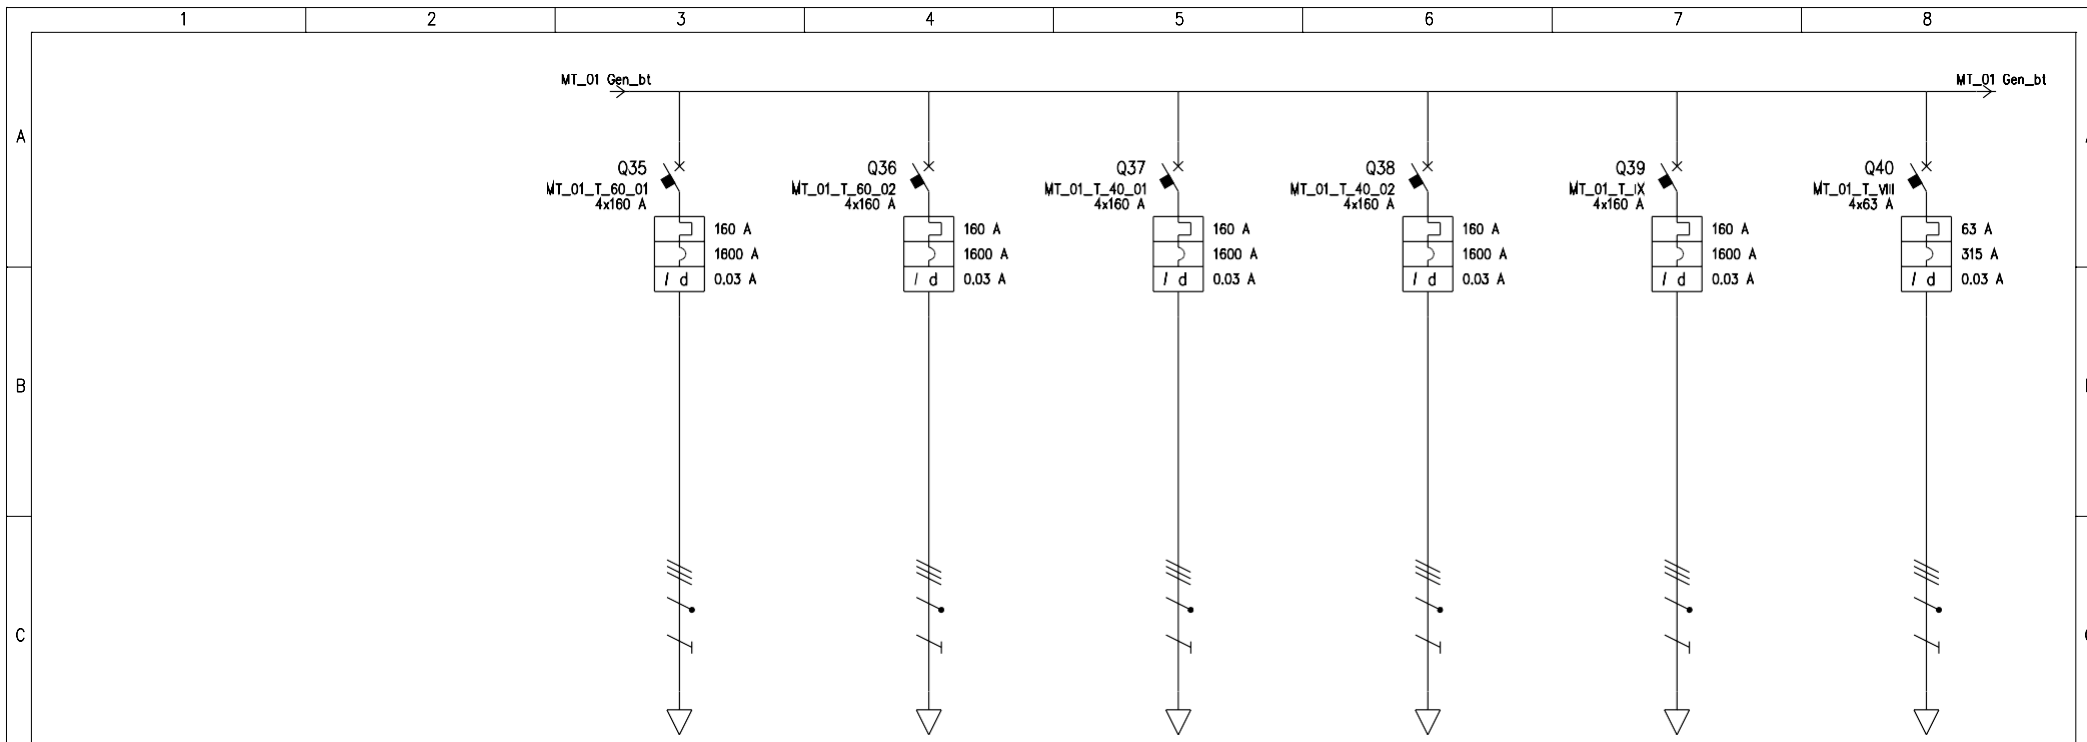 1 2 3 4 5 6 7 8
MT_01 Gen_bt MT_01 Gen_bt
A
Q35 Q36 Q37 Q38 Q39 Q40
MT_01_T_60_01 MT_01_T_60_02 MT_01_T_40_01 MT_01_T_40_02 MT_01_T_IX MT_01_T_VIII
4x160 A 4x160 A 4x160 A 4x160 A 4x160 A 4x63 A
160 A 160 A 160 A 160 A 160 A 63 A
1600 A 1600 A 1600 A 1600 A 1600 A 315 A
I d 0.03 A I d 0.03 A I d 0.03 A I d 0.03 A I d 0.03 A I d 0.03 A
B
C